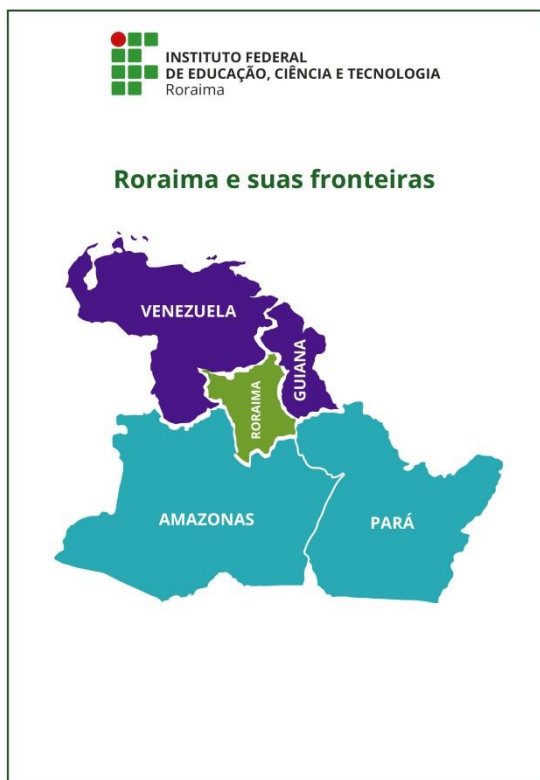 INSTITUTO FEDERAL
DE EDUCAÇÃO, CIÊNCIA E TECNOLOGIA
Roraima
Roraima e suas fronteiras
VENEZUELA
GUIANA
RORAIMA
AMAZONAS
PARÁ